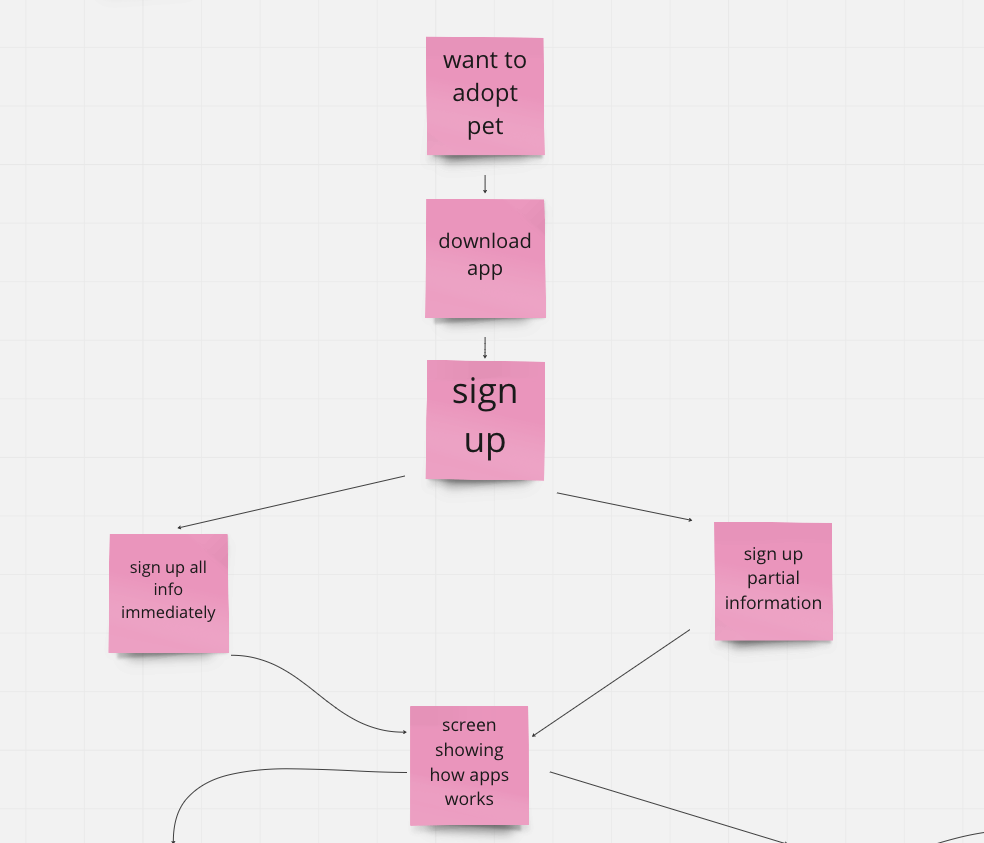 want to
adopt
pet
download
app
sign
up
sign up all
info
immediately
sign up
partial
information
screen
showing
how apps
works